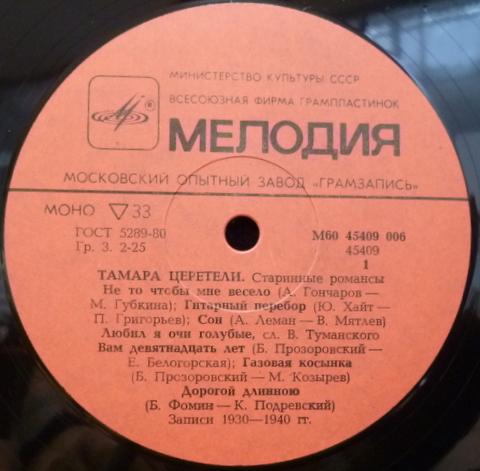 МИНИСТЕРСТВО КУЛЬТУРЫ СССР
ВСЕСОЮЗНАЯ ФИРМА ГРАМПЛАСТИНОК
МЕЛОДИЯ
МОСКОВСКИЙ ОПЫТНЫЙ ЗАВОД «ГРАМЗАПИСЬ»
МОНО ▽ 33
ГОСТ 5289-80
Гр. 3. 2-25
М60 45409 006
45409
1
ТАМАРА ЦЕРЕТЕЛИ. Старинные романсы
Не то чтобы мне весело (А. Гончаров —
М. Губкина); Гитарный перебор (Ю. Хайт —
П. Григорьев); Сон (А. Леман — В. Мятлев)
Любил я очи голубые, сл. В. Туманского
Вам девятнадцать лет (Б. Прозоровский —
Е. Белогорская); Газовая косынка
(Б. Прозоровский — М. Козырев)
Дорогой длинною
(Б. Фомин — К. Подревский)
Записи 1930—1940 гг.